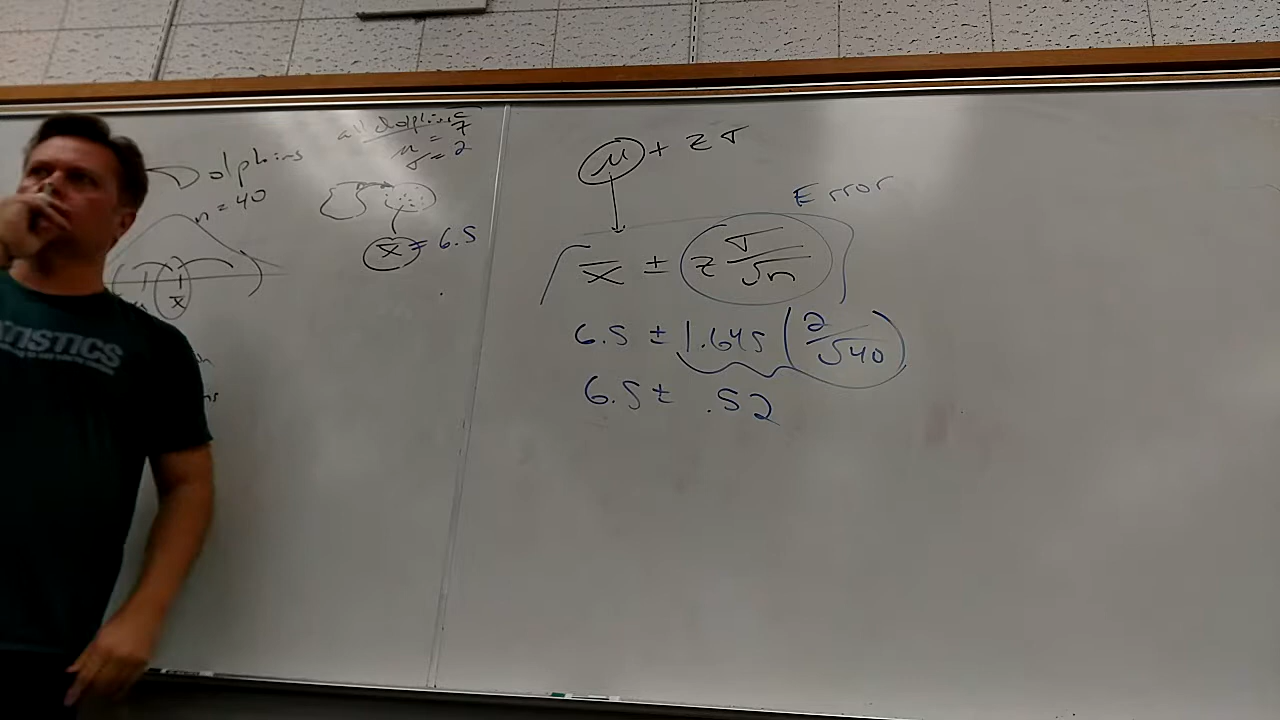 all dolphins
μ = 7
σ = 2
Dolphins
n = 40
x̄ = 6.5
x̄
μ + zσ
Error
x̄ ± z σ/√n
6.5 ± 1.645 (2/√40)
6.5 ± .52
TISTICS